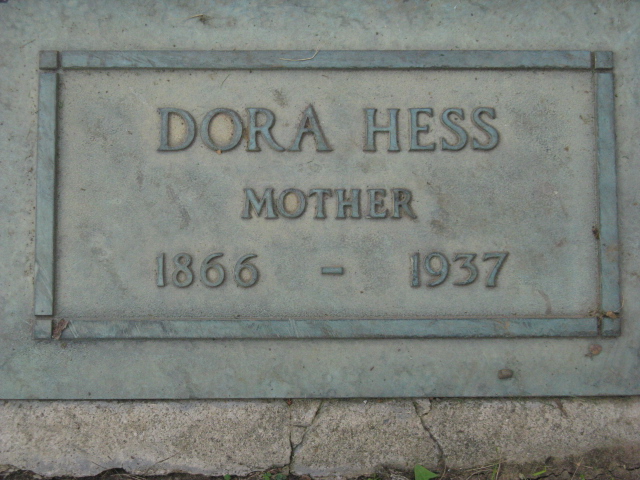 DORA HESS
MOTHER
1866 - 1937